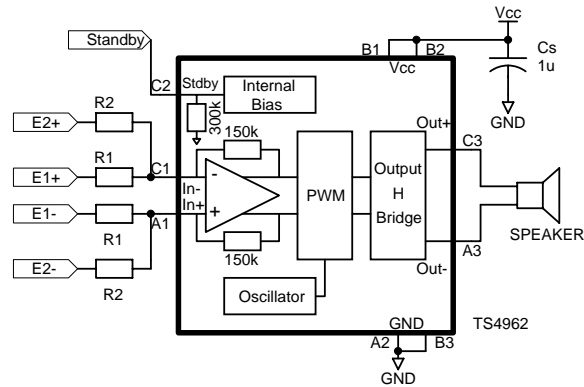 Vcc
Standby
B1
B2
Vcc
Cs
1u
C2
Stdby
Internal
Bias
300k
GND
R2
E2+
150k
Out+
C3
R1
C1
E1+
-
In-
In+
+
PWM
Output
H
Bridge
E1-
A1
R1
SPEAKER
150k
A3
E2-
Out-
R2
Oscillator
GND
TS4962
A2
B3
GND